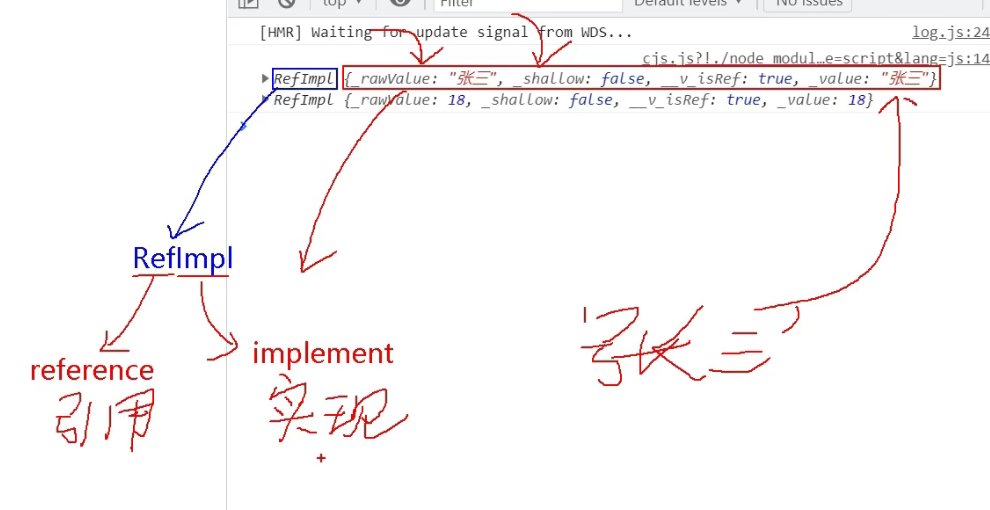 top
Filter
Default levels
No Issues
[HMR] Waiting for update signal from WDS...
log.js:24
cjs.js?!./node_modul…e=script&lang=js:14
RefImpl {_rawValue: "张三", _shallow: false, __v_isRef: true, _value: "张三"}
RefImpl {_rawValue: 18, _shallow: false, __v_isRef: true, _value: 18}
RefImpl
reference
implement
引用
实现
'张三'